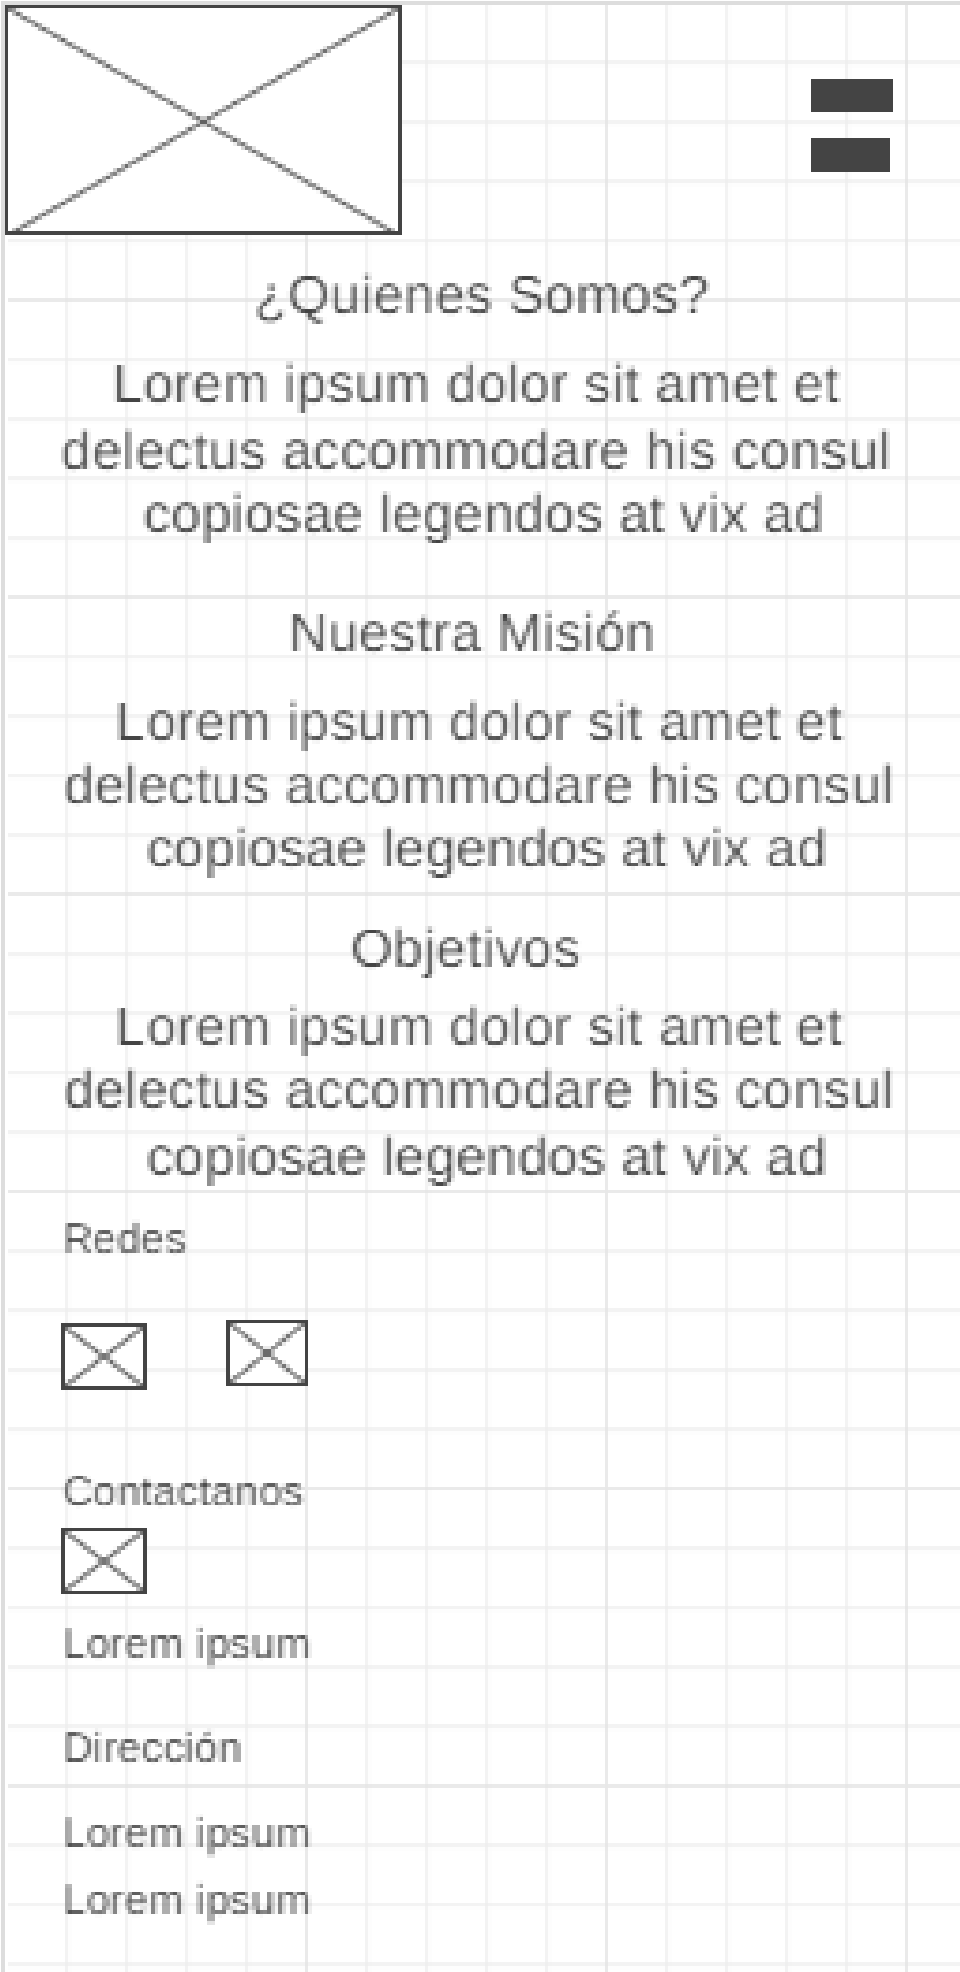 ¿Quienes Somos?
Lorem ipsum dolor sit amet et
delectus accommodare his consul
copiosae legendos at vix ad
Nuestra Misión
Lorem ipsum dolor sit amet et
delectus accommodare his consul
copiosae legendos at vix ad
Objetivos
Lorem ipsum dolor sit amet et
delectus accommodare his consul
copiosae legendos at vix ad
Redes
Contactanos
Lorem ipsum
Dirección
Lorem ipsum
Lorem ipsum